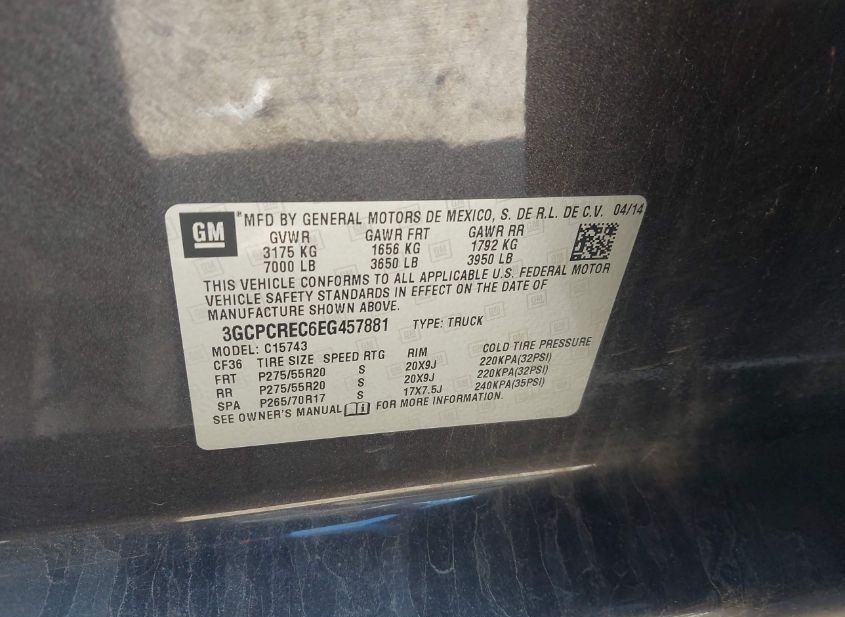 GM
MFD BY GENERAL MOTORS DE MEXICO, S. DE R.L. DE C.V. 04/14
GVWR GAWR FRT GAWR RR
3175 KG 1656 KG 1792 KG
7000 LB 3650 LB 3950 LB
THIS VEHICLE CONFORMS TO ALL APPLICABLE U.S. FEDERAL MOTOR
VEHICLE SAFETY STANDARDS IN EFFECT ON THE DATE OF
MANUFACTURE SHOWN ABOVE.
3GCPCREC6EG457881 TYPE: TRUCK
MODEL: C15743
CF36 TIRE SIZE SPEED RTG RIM COLD TIRE PRESSURE
FRT P275/55R20 S 20X9J 220KPA(32PSI)
RR P275/55R20 S 20X9J 220KPA(32PSI)
SPA P265/70R17 S 17X7.5J 240KPA(35PSI)
SEE OWNER'S MANUAL FOR MORE INFORMATION.